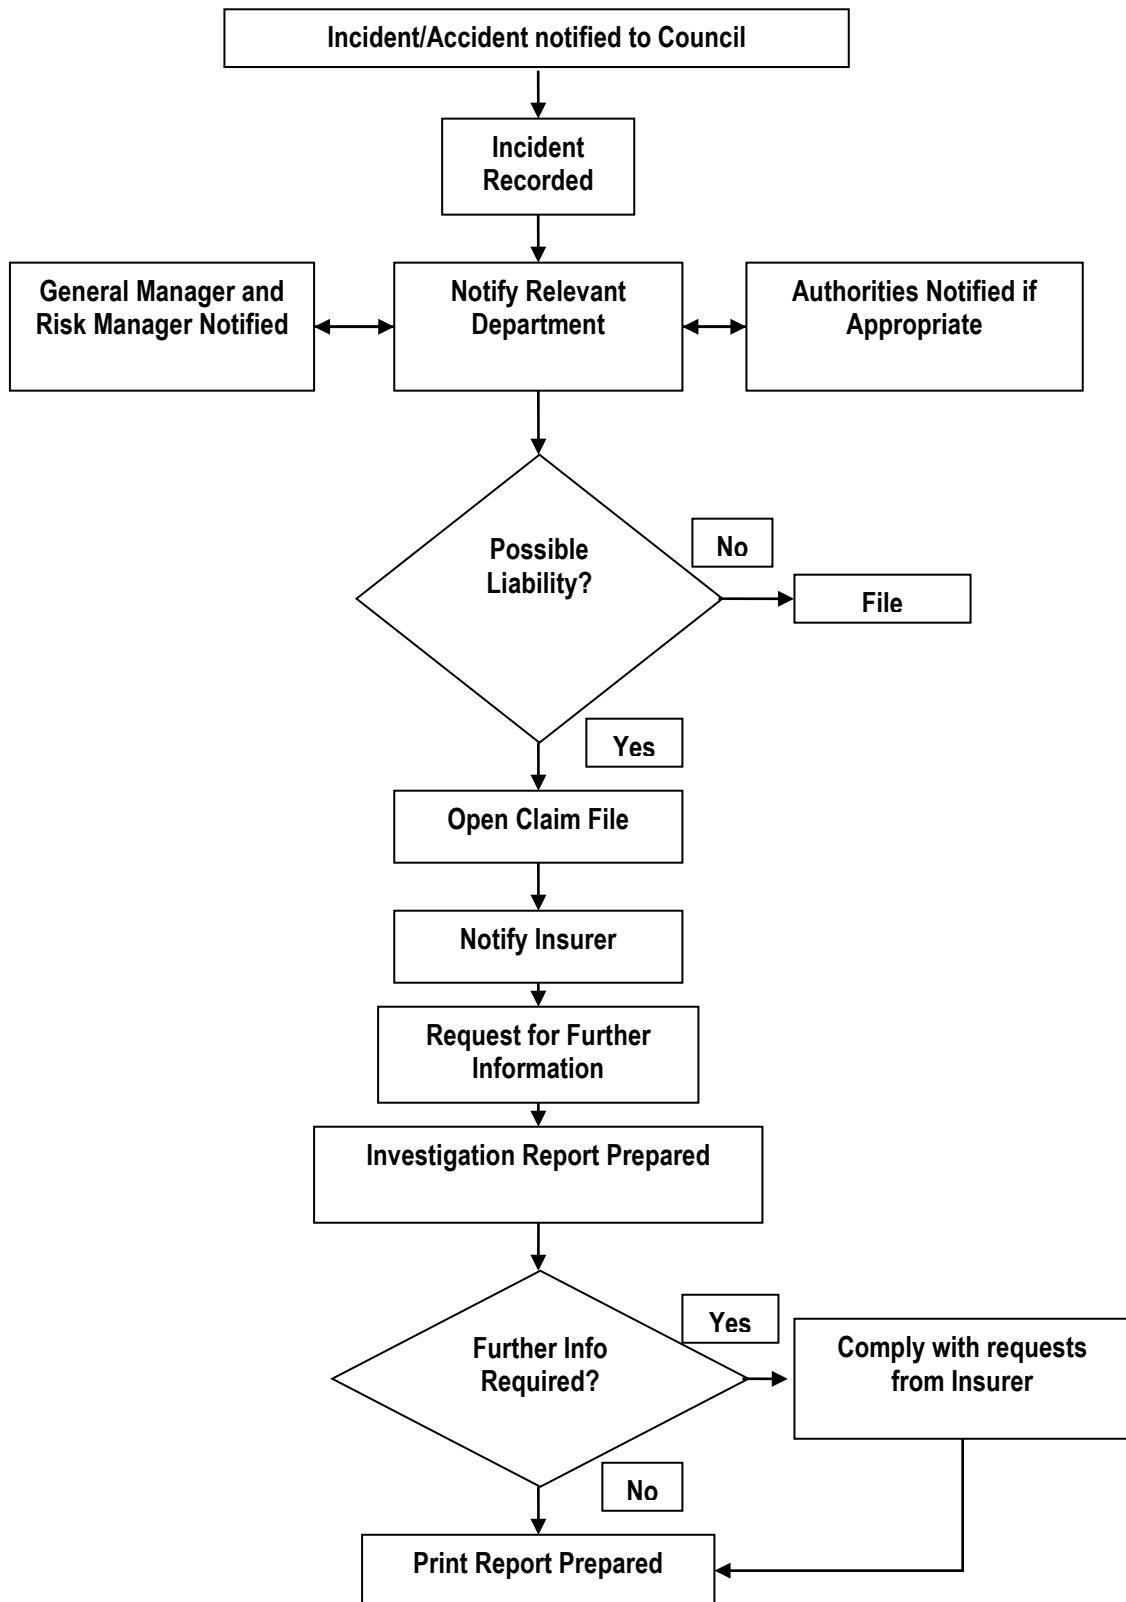 Incident/Accident notified to Council
Incident
Recorded
General Manager and
Risk Manager Notified
Notify Relevant
Department
Authorities Notified if
Appropriate
Possible
Liability?
No
File
Yes
Open Claim File
Notify Insurer
Request for Further
Information
Investigation Report Prepared
Further Info
Required?
Yes
Comply with requests
from Insurer
No
Print Report Prepared